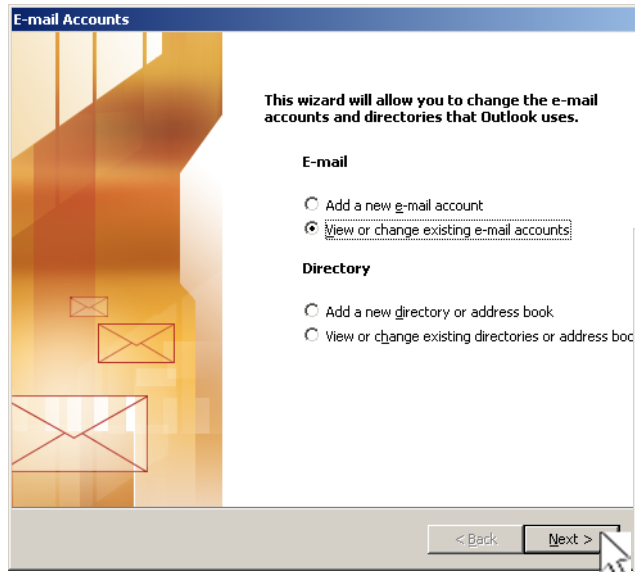 E-mail Accounts
This wizard will allow you to change the e-mail
accounts and directories that Outlook uses.
E-mail
Add a new e-mail account
View or change existing e-mail accounts
Directory
Add a new directory or address book
View or change existing directories or address boo
< Back
Next >